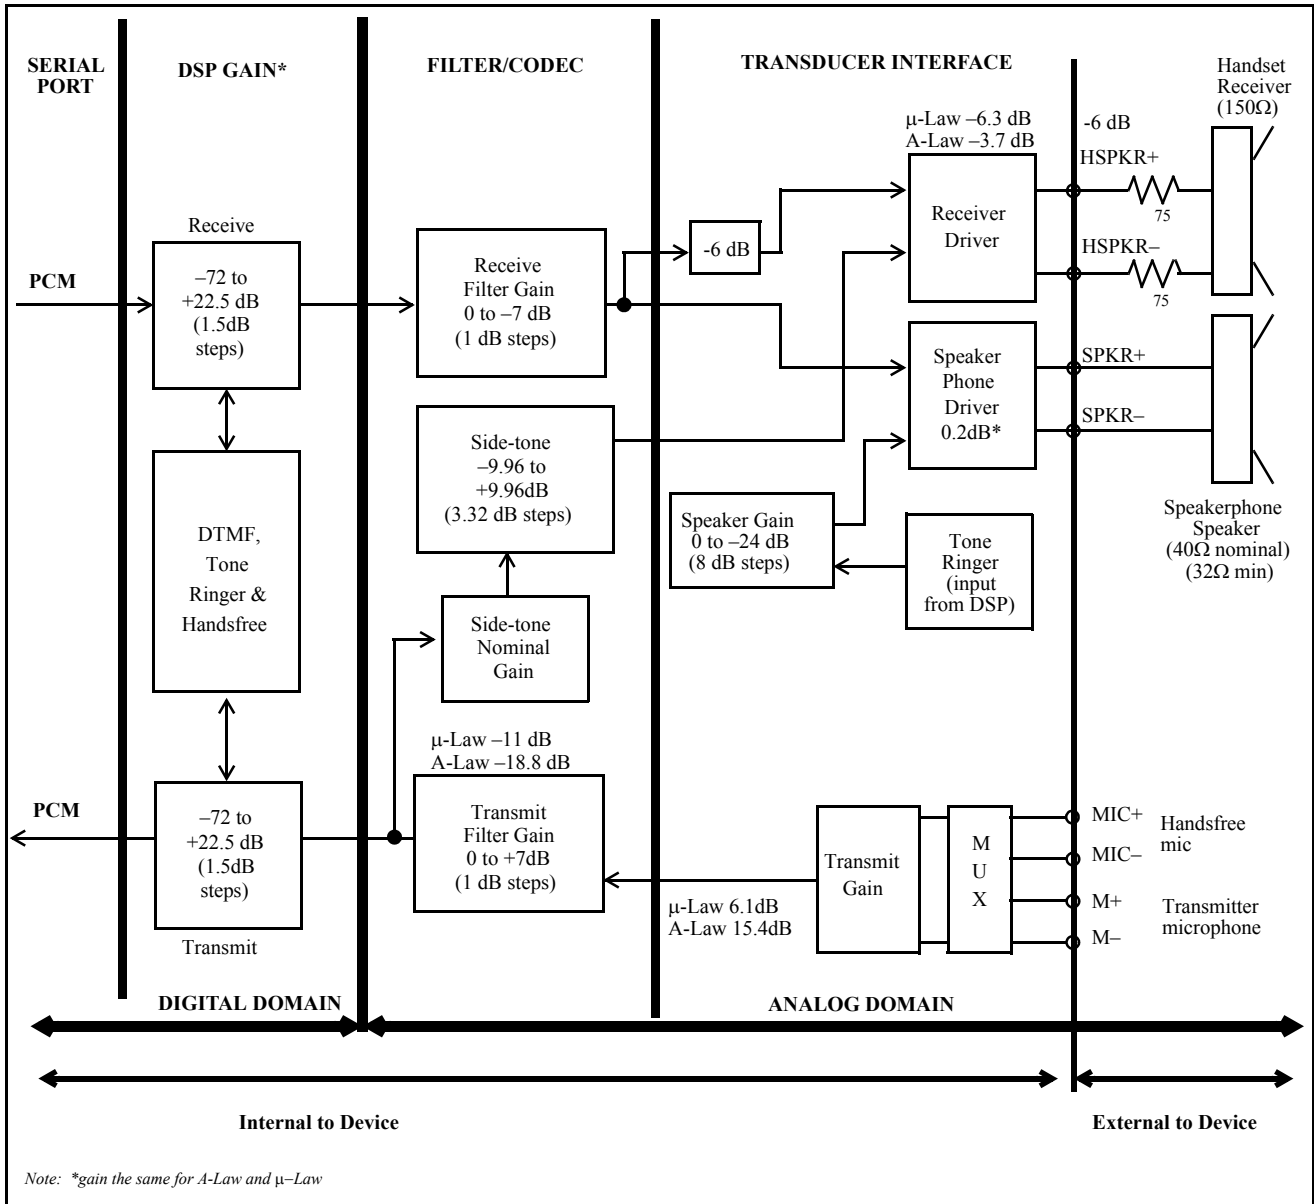 SERIAL
PORT
DSP GAIN*
FILTER/CODEC
TRANSDUCER INTERFACE
Handset
Receiver
(150Ω)
μ-Law –6.3 dB
A-Law –3.7 dB
-6 dB
HSPKR+
75
HSPKR–
75
Receiver
Driver
-6 dB
Receive
–72 to
+22.5 dB
(1.5dB
steps)
PCM
Receive
Filter Gain
0 to –7 dB
(1 dB steps)
Speaker
Phone
Driver
0.2dB*
SPKR+
SPKR–
Side-tone
–9.96 to
+9.96dB
(3.32 dB steps)
DTMF,
Tone
Ringer &
Handsfree
Speaker Gain
0 to –24 dB
(8 dB steps)
Tone
Ringer
(input
from DSP)
Speakerphone
Speaker
(40Ω nominal)
(32Ω min)
Side-tone
Nominal
Gain
μ-Law –11 dB
A-Law –18.8 dB
PCM
–72 to
+22.5 dB
(1.5dB
steps)
Transmit
Transmit
Filter Gain
0 to +7dB
(1 dB steps)
μ-Law 6.1dB
A-Law 15.4dB
Transmit
Gain
M
U
X
MIC+
MIC–
M+
M–
Handsfree
mic
Transmitter
microphone
DIGITAL DOMAIN
ANALOG DOMAIN
Internal to Device
External to Device
Note: *gain the same for A-Law and μ–Law